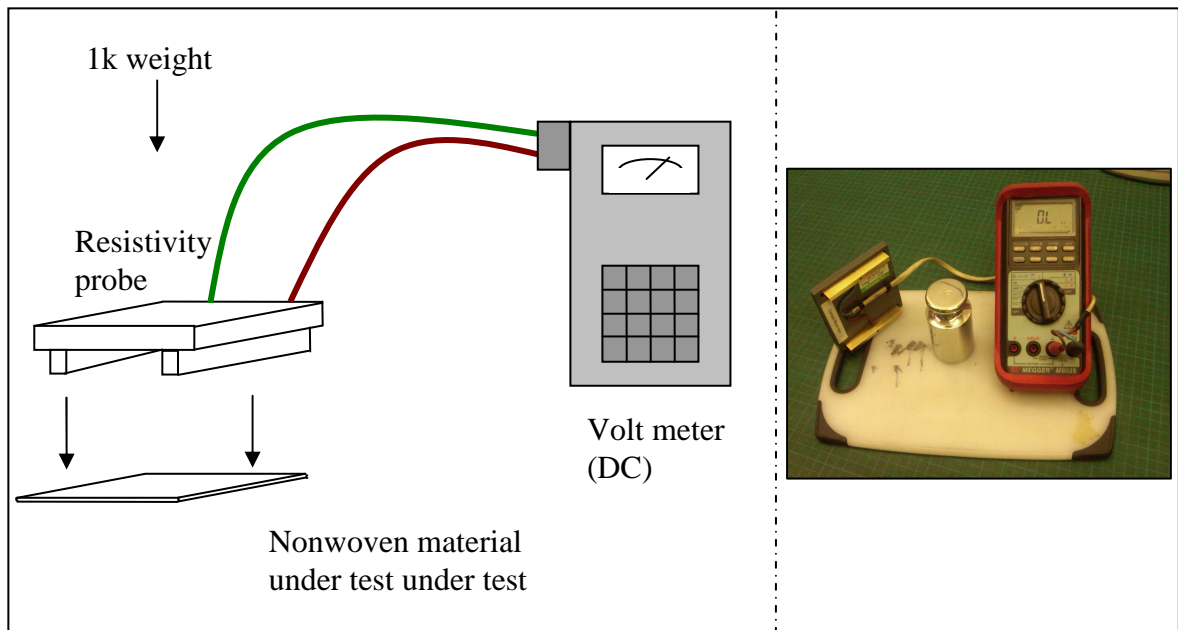 1k weight
Resistivity
probe
Volt meter
(DC)
Nonwoven material
under test under test
OL
MEGGER